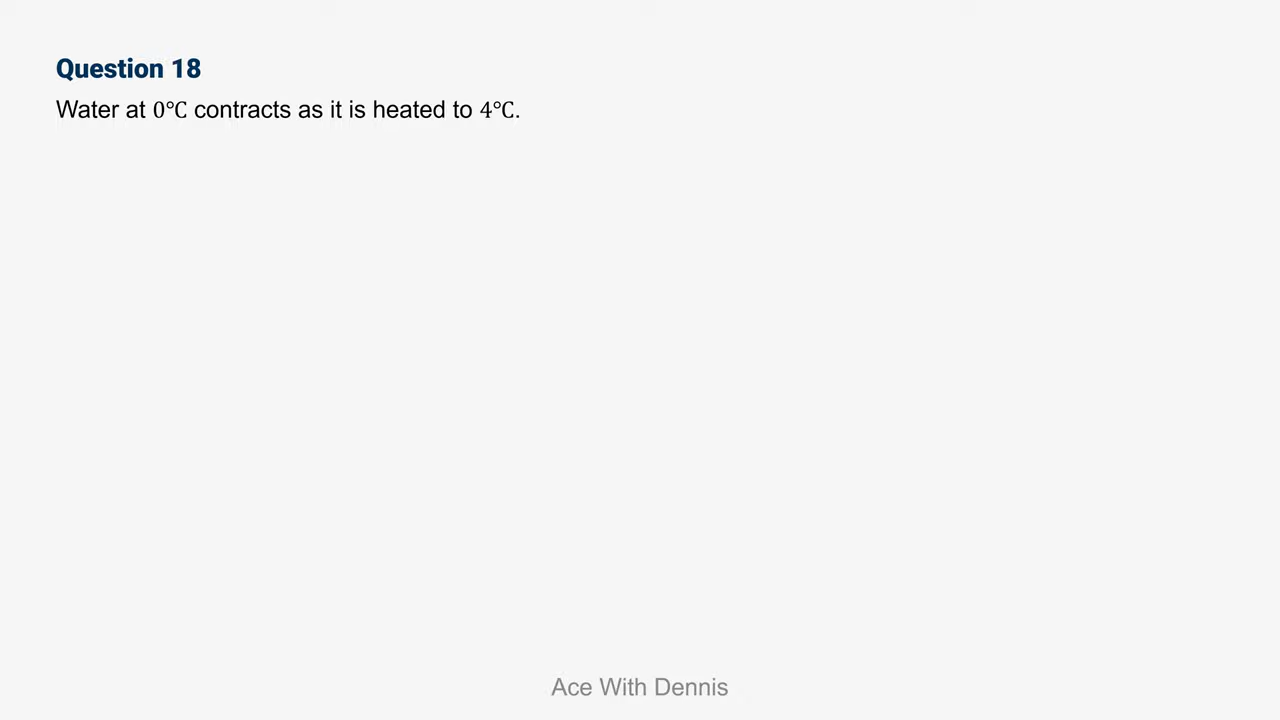 Question 18
Water at 0°C contracts as it is heated to 4°C.
Ace With Dennis